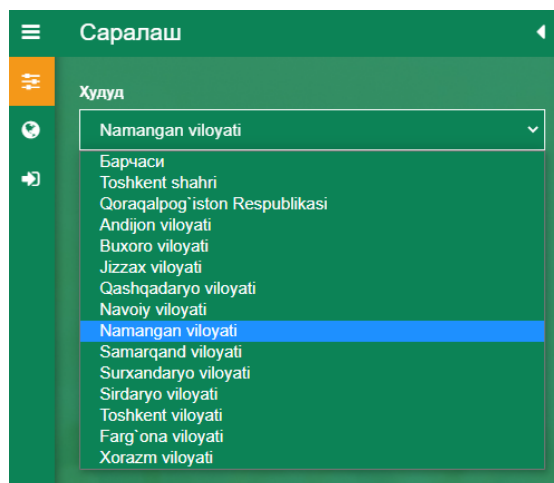 Саралаш
Ҳудуд
Namangan viloyati
Барчаси
Toshkent shahri
Qoraqalpog`iston Respublikasi
Andijon viloyati
Buxoro viloyati
Jizzax viloyati
Qashqadaryo viloyati
Navoiy viloyati
Namangan viloyati
Samarqand viloyati
Surxandaryo viloyati
Sirdaryo viloyati
Toshkent viloyati
Farg`ona viloyati
Xorazm viloyati